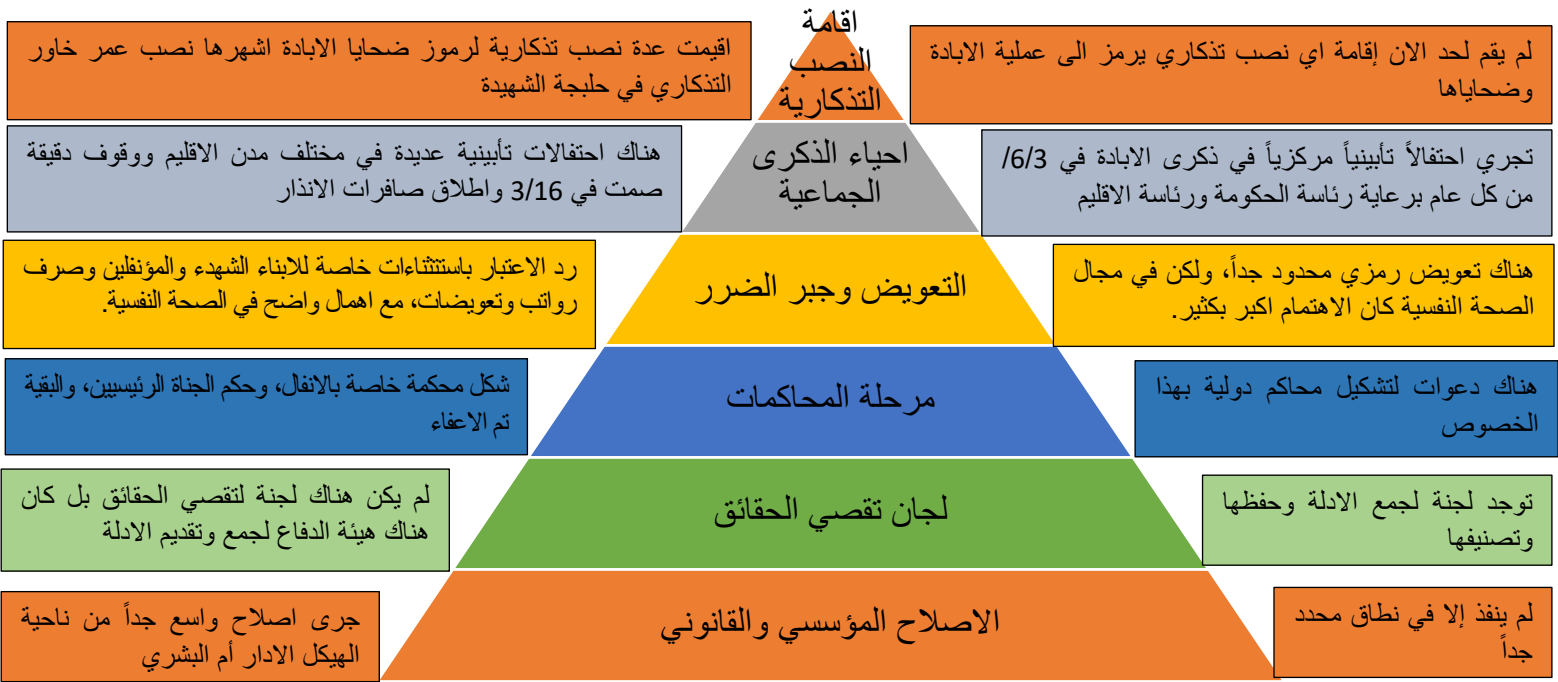 اقامة
النصب
التذكارية
لم يقم لحد الان إقامة اي نصب تذكاري يرمز الى عملية الابادة
وضحاياها
اقيمت عدة نصب تذكارية لرموز ضحايا الابادة اشهرها نصب عمر خاور
التذكاري في حلبجة الشهيدة
تجري احتفالاً تأبينياً مركزياً في ذكرى الابادة في 6/3/
من كل عام برعاية رئاسة الحكومة ورئاسة الاقليم
احياء الذكرى
الجماعية
هناك احتفالات تأبينية عديدة في مختلف مدن الاقليم ووقوف دقيقة
صمت في 3/16 واطلاق صافرات الانذار
هناك تعويض رمزي محدود جداً، ولكن في مجال
الصحة النفسية كان الاهتمام اكبر بكثير.
التعويض وجبر الضرر
رد الاعتبار باستثناءات خاصة للابناء الشهدء والمؤنفلين وصرف
رواتب وتعويضات، مع اهمال واضح في الصحة النفسية.
هناك دعوات لتشكيل محاكم دولية بهذا
الخصوص
مرحلة المحاكمات
شكل محكمة خاصة بالانفال، وحكم الجناة الرئيسيين، والبقية
تم الاعفاء
توجد لجنة لجمع الادلة وحفظها
وتصنيفها
لجان تقصي الحقائق
لم يكن هناك لجنة لتقصي الحقائق بل كان
هناك هيئة الدفاع لجمع وتقديم الادلة
لم ينفذ إلا في نطاق محدد
جداً
الاصلاح المؤسسي والقانوني
جرى اصلاح واسع جداً من ناحية
الهيكل الادار أم البشري